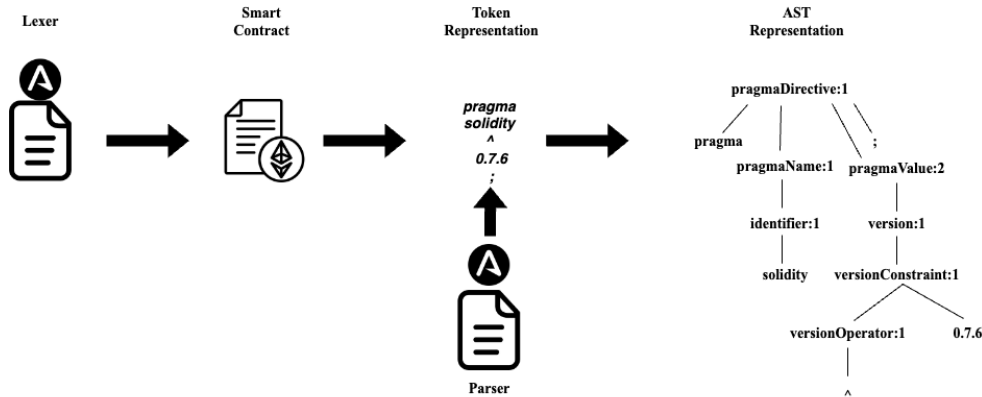 Lexer
Smart
Contract
Token
Representation
AST
Representation
pragma
solidity
^
0.7.6
;
Parser
pragmaDirective:1
pragma
;
pragmaName:1
pragmaValue:2
identifier:1
version:1
solidity
versionConstraint:1
versionOperator:1
0.7.6
^